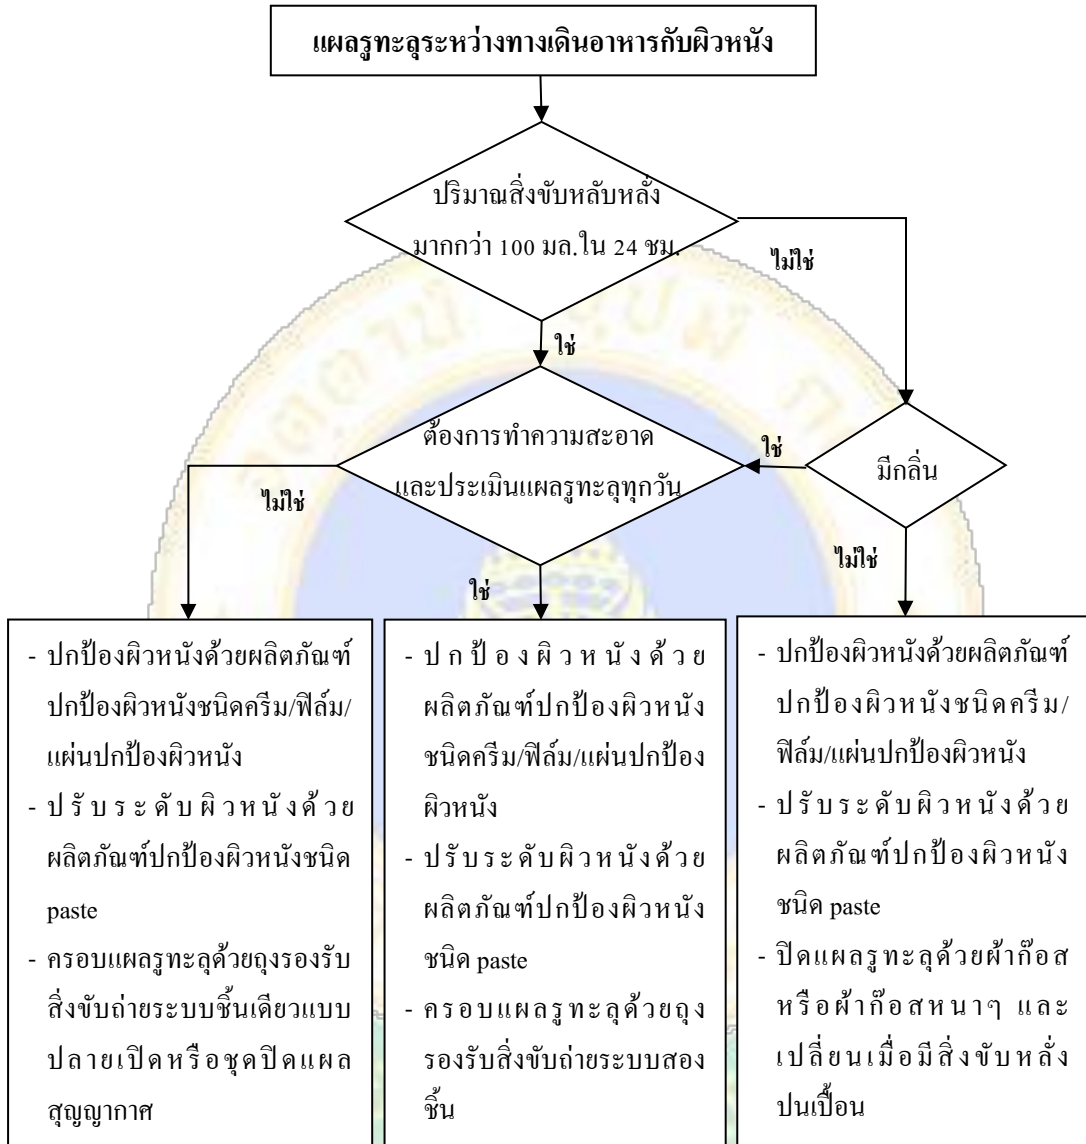 แผลรูทะลุระหว่างทางเดินอาหารกับผิวหนัง
ปริมาณสิ่งขับหลับหลั่ง
มากกว่า 100 มล.ใน 24 ชม.
ไม่ใช่
ใช่
ต้องการทำความสะอาด
และประเมินแผลรูทะลุทุกวัน
ใช่
มีกลิ่น
ไม่ใช่
ใช่
ไม่ใช่
- ปกป้องผิวหนังด้วยผลิตภัณฑ์
ปกป้องผิวหนังชนิดครีม/ฟิล์ม/
แผ่นปกป้องผิวหนัง
- ปรับระดับผิวหนังด้วย
ผลิตภัณฑ์ปกป้องผิวหนังชนิด
paste
- ครอบแผลรูทะลุด้วยถุงรองรับ
สิ่งขับถ่ายระบบชิ้นเดียวแบบ
ปลายเปิดหรือชุดปิดแผล
สุญญากาศ
- ปกป้องผิวหนังด้วย
ผลิตภัณฑ์ปกป้องผิวหนัง
ชนิดครีม/ฟิล์ม/แผ่นปกป้อง
ผิวหนัง
- ปรับระดับผิวหนังด้วย
ผลิตภัณฑ์ปกป้องผิวหนัง
ชนิด paste
- ครอบแผลรูทะลุด้วยถุง
รองรับสิ่งขับถ่ายระบบสอง
ชิ้น
- ปกป้องผิวหนังด้วยผลิตภัณฑ์
ปกป้องผิวหนังชนิดครีม/
ฟิล์ม/แผ่นปกป้องผิวหนัง
- ปรับระดับผิวหนังด้วย
ผลิตภัณฑ์ปกป้องผิวหนัง
ชนิด paste
- ปิดแผลรูทะลุด้วยผ้าก๊อส
หรือผ้าก๊อสหนาๆ และ
เปลี่ยนเมื่อมีสิ่งขับหลั่ง
ปนเปื้อน